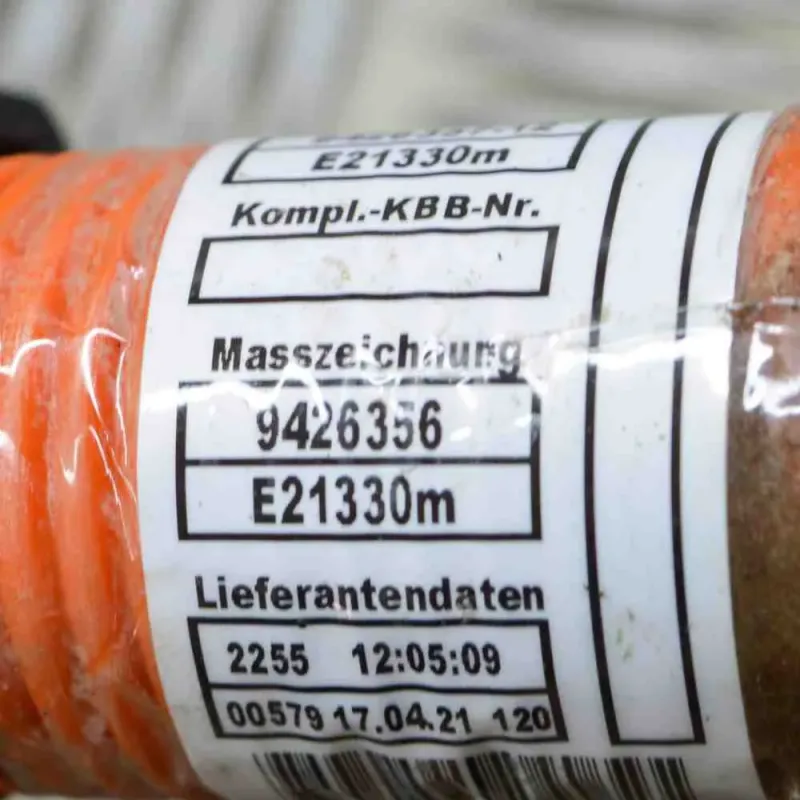 E21330m
Kompl.-KBB-Nr.
Masszeichnung
9426356
E21330m
Lieferantendaten
2255 12:05:09
00579 17.04.21 120